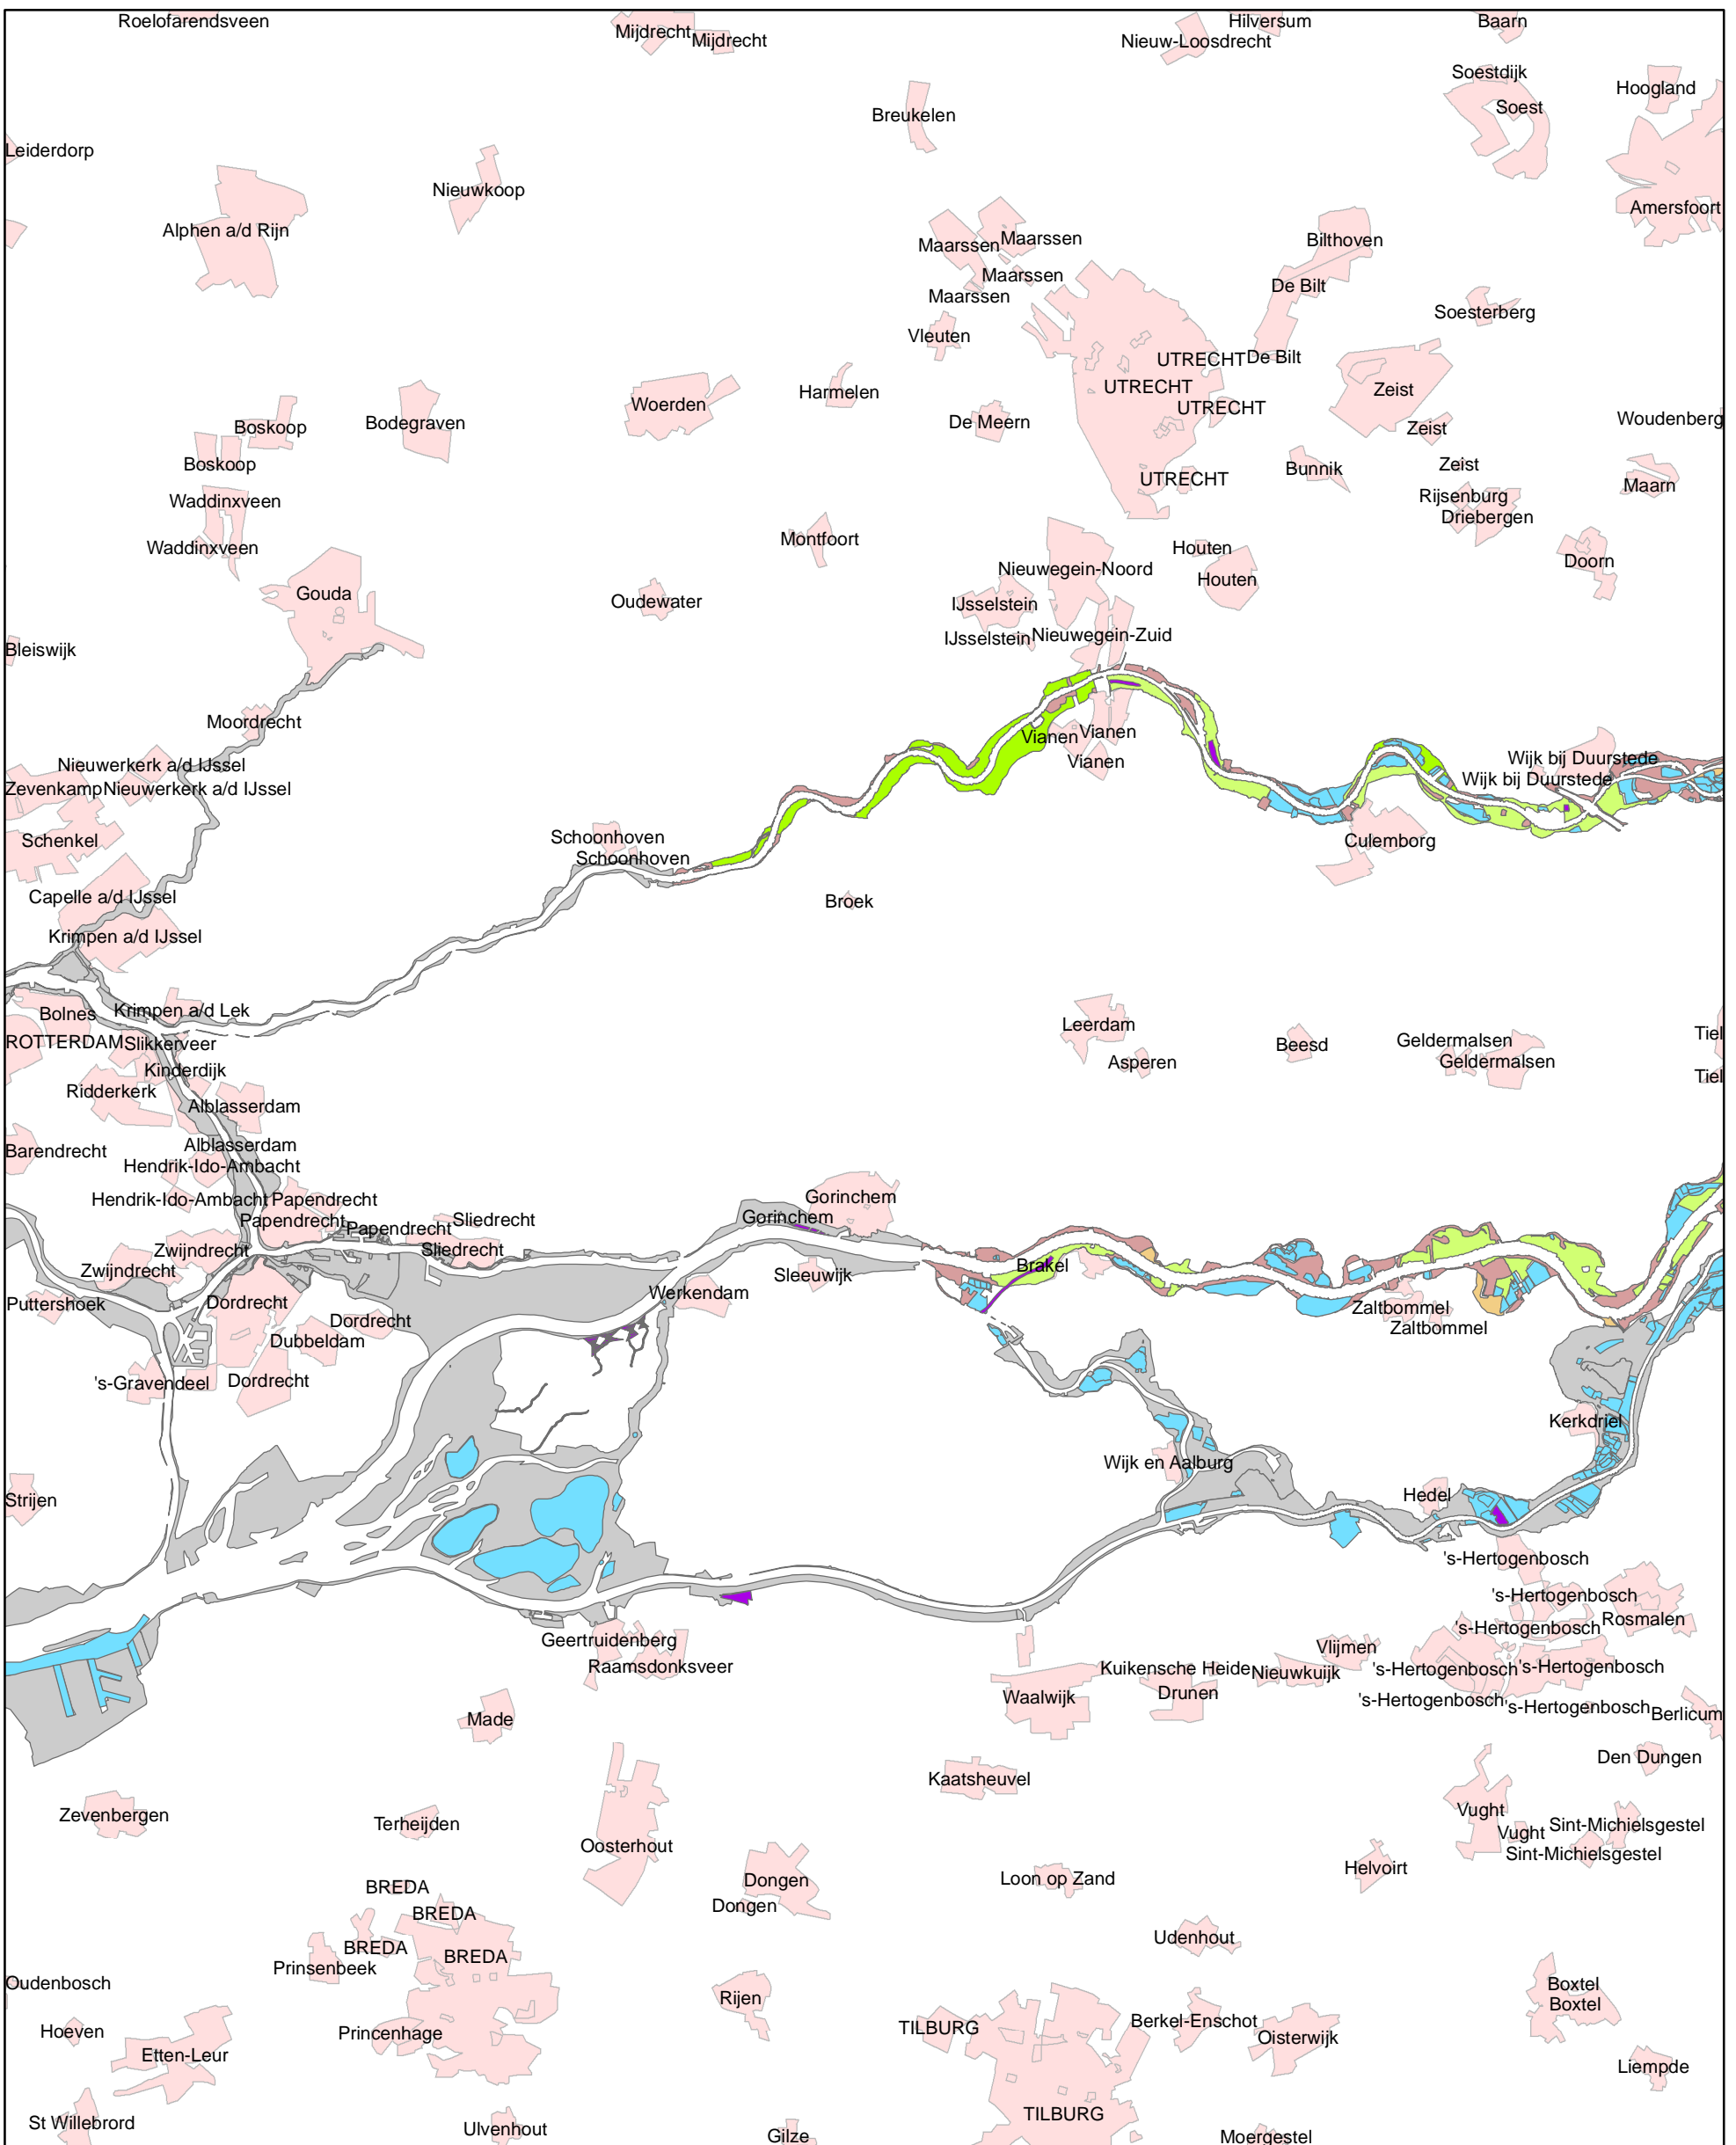 Roelofarendsveen
Mijdrecht
Mijdrecht
Hilversum
Nieuw-Loosdrecht
Baarn
Soestdijk
Soest
Hoogland
Breukelen
Leiderdorp
Nieuwkoop
Alphen a/d Rijn
Amersfoort
Maarssen
Maarssen
Maarssen
Maarssen
Bilthoven
De Bilt
Soesterberg
Vleuten
UTRECHT
De Bilt
UTRECHT
UTRECHT
Zeist
Harmelen
Woerden
De Meern
Boskoop
Bodegraven
Zeist
Woudenberg
Boskoop
UTRECHT
Bunnik
Zeist
Maarn
Waddinxveen
Rijsenburg
Driebergen
Waddinxveen
Montfoort
Houten
Houten
Doorn
Nieuwegein-Noord
Gouda
Oudewater
IJsselstein
IJsselstein
Nieuwegein-Zuid
Bleiswijk
Moordrecht
Vianen
Vianen
Vianen
Nieuwerkerk a/d IJssel
Zevenkamp
Nieuwerkerk a/d IJssel
Wijk bij Duurstede
Wijk bij Duurstede
Schenkel
Schoonhoven
Schoonhoven
Culemborg
Capelle a/d IJssel
Broek
Krimpen a/d IJssel
Bolnes
Krimpen a/d Lek
Leerdam
Asperen
Beesd
Geldermalsen
Geldermalsen
Tiel
Tiel
ROTTERDAM
Slikkerveer
Kinderdijk
Ridderkerk
Alblasserdam
Alblasserdam
Barendrecht
Hendrik-Ido-Ambacht
Hendrik-Ido-Ambacht
Papendrecht
Papendrecht
Papendrecht
Sliedrecht
Sliedrecht
Gorinchem
Gorinchem
Zwijndrecht
Zwijndrecht
Sleeuwijk
Brakel
Werkendam
Puttershoek
Dordrecht
Dordrecht
Dubbeldam
Zaltbommel
Zaltbommel
's-Gravendeel
Dordrecht
Kerkdriel
Wijk en Aalburg
Strijen
Hedel
's-Hertogenbosch
's-Hertogenbosch
Rosmalen
's-Hertogenbosch
Geertruidenberg
Raamsdonksveer
Vlijmen
Kuikensche Heide
Nieuwkuijk
's-Hertogenbosch
's-Hertogenbosch
Waalwijk
Drunen
's-Hertogenbosch
's-Hertogenbosch
Berlicum
Made
Den Dungen
Kaatsheuvel
Zevenbergen
Terheijden
Oosterhout
Vught
Vught
Sint-Michielsgestel
Sint-Michielsgestel
Helvoirt
Dongen
Dongen
Loon op Zand
BREDA
BREDA
BREDA
BREDA
Prinsenbeek
Udenhout
Oudenbosch
Rijen
Boxtel
Boxtel
Hoeven
Princenhage
TILBURG
Berkel-Enschot
Oisterwijk
Etten-Leur
Liempde
St Willebrord
Ulvenhout
TILBURG
Gilze
Moergestel